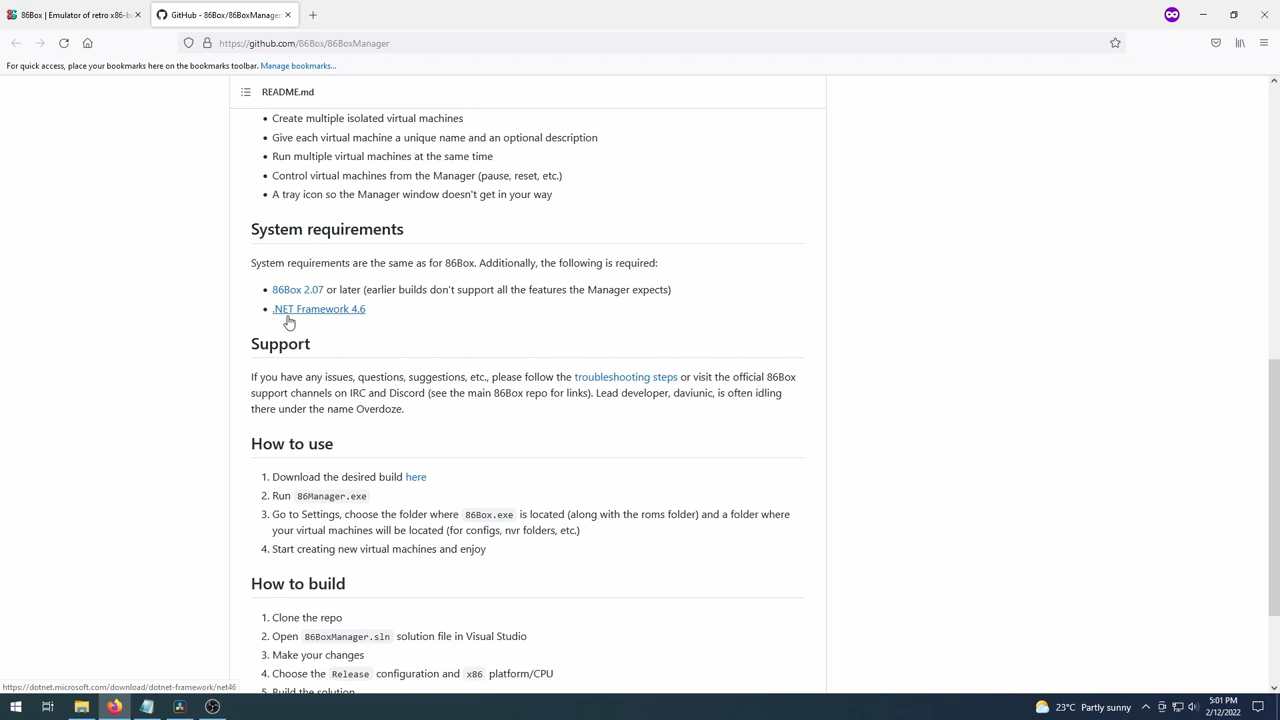 86Box | Emulator of retro x86-b
GitHub - 86Box/86BoxManager
https://github.com/86Box/86BoxManager
For quick access, place your bookmarks here on the bookmarks toolbar. Manage bookmarks...
README.md
• Create multiple isolated virtual machines
• Give each virtual machine a unique name and an optional description
• Run multiple virtual machines at the same time
• Control virtual machines from the Manager (pause, reset, etc.)
• A tray icon so the Manager window doesn't get in your way
System requirements
System requirements are the same as for 86Box. Additionally, the following is required:
• 86Box 2.07 or later (earlier builds don't support all the features the Manager expects)
• .NET Framework 4.6
Support
If you have any issues, questions, suggestions, etc., please follow the troubleshooting steps or visit the official 86Box
support channels on IRC and Discord (see the main 86Box repo for links). Lead developer, daviunic, is often idling
there under the name Overdoze.
How to use
1. Download the desired build here
2. Run 86Manager.exe
3. Go to Settings, choose the folder where 86Box.exe is located (along with the roms folder) and a folder where
your virtual machines will be located (for configs, nvr folders, etc.)
4. Start creating new virtual machines and enjoy
How to build
1. Clone the repo
2. Open 86BoxManager.sln solution file in Visual Studio
3. Make your changes
4. Choose the Release configuration and x86 platform/CPU
5. Build the solution
https://dotnet.microsoft.com/download/dotnet-framework/net46
23°C Partly sunny
5:01 PM
2/12/2022